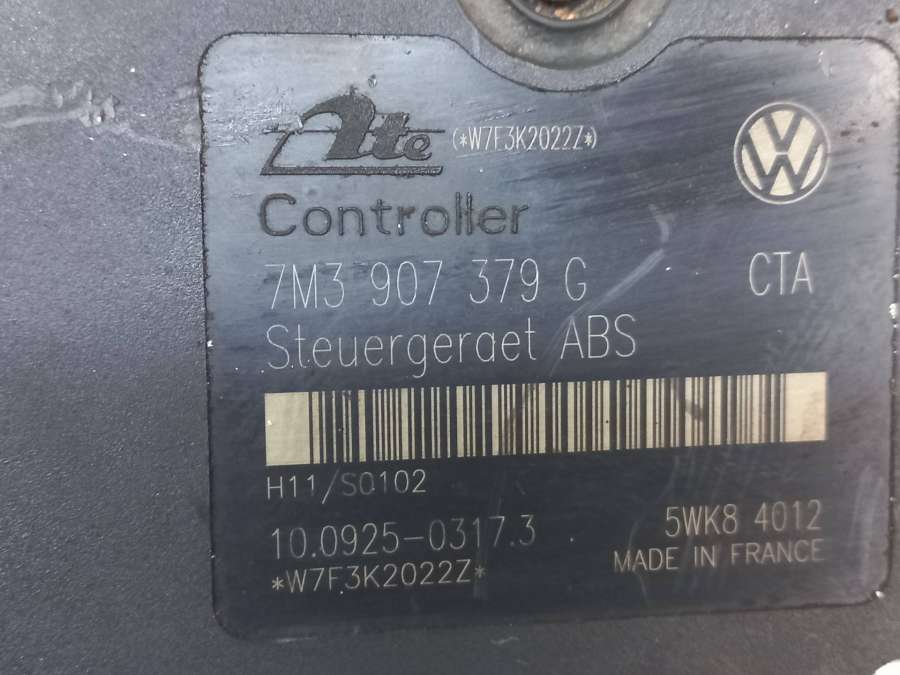 Ate (*W7F3K2022Z*)
Controller
7M3 907 379 G CTA
Steuergeraet ABS
H11/S0102
10.0925-0317.3 5WK8 4012
*W7F3K2022Z* MADE IN FRANCE